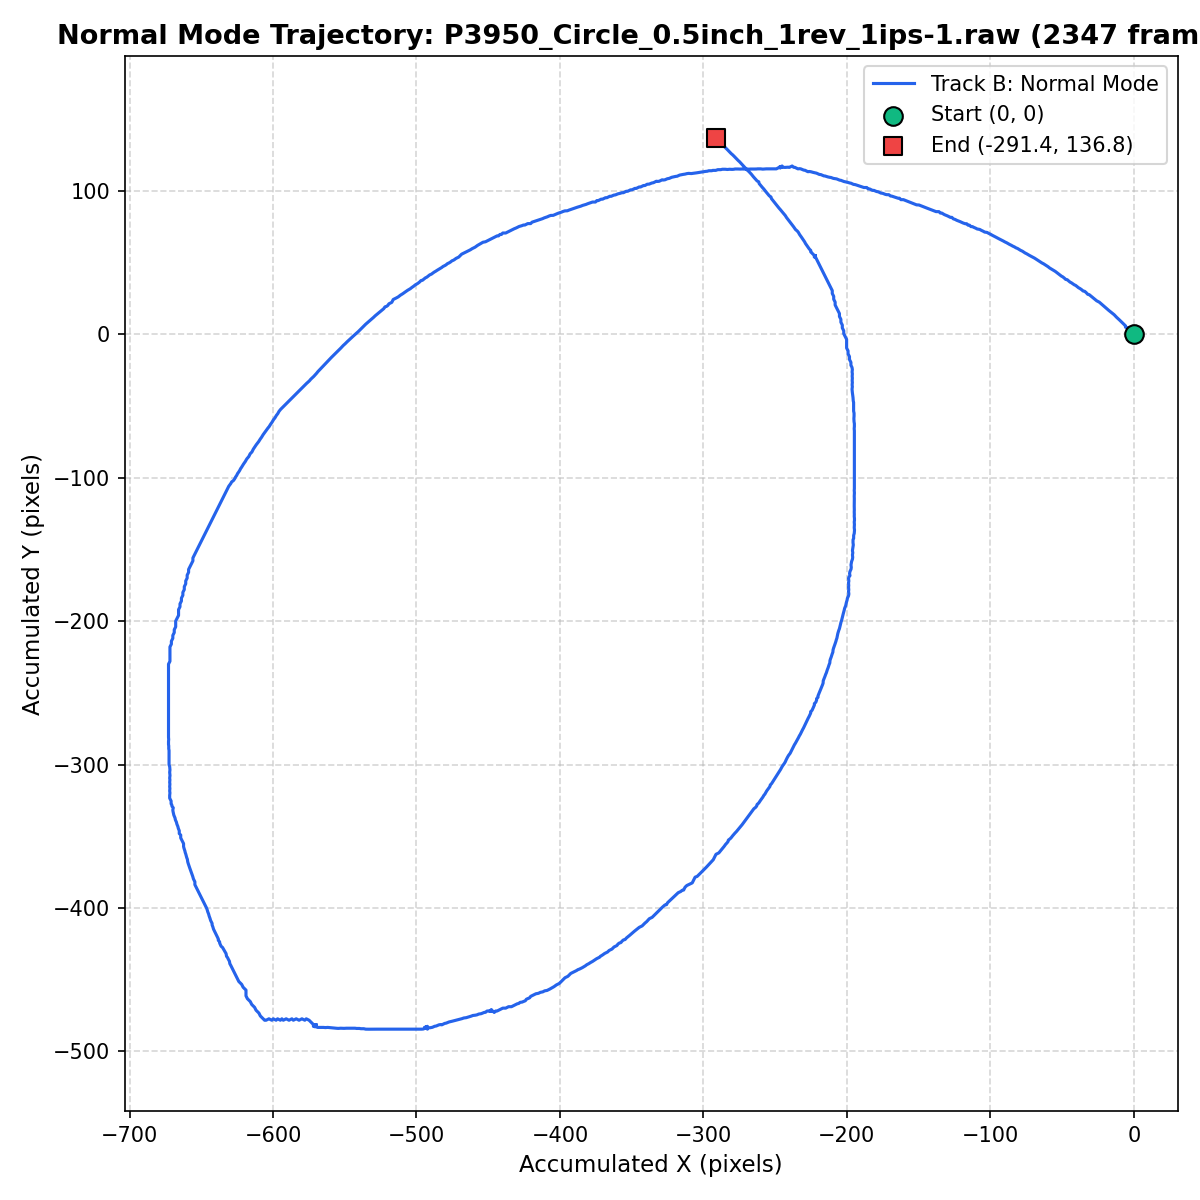 Normal Mode Trajectory: P3950_Circle_0.5inch_1rev_1ips-1.raw (2347 fram
Track B: Normal Mode
Start (0, 0)
End (-291.4, 136.8)
100
0
−100
−200
−300
−400
−500
Accumulated Y (pixels)
−700 −600 −500 −400 −300 −200 −100 0
Accumulated X (pixels)